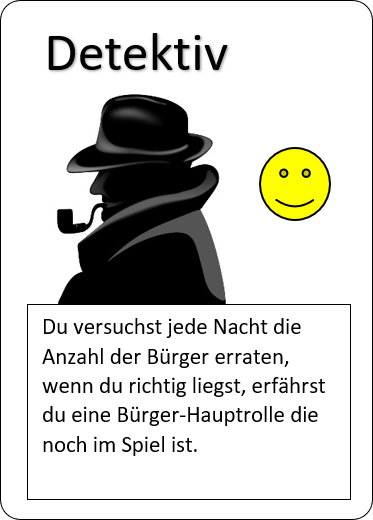 Detektiv
Du versuchst jede Nacht die
Anzahl der Bürger erraten,
wenn du richtig liegst, erfährst
du eine Bürger-Hauptrolle die
noch im Spiel ist.